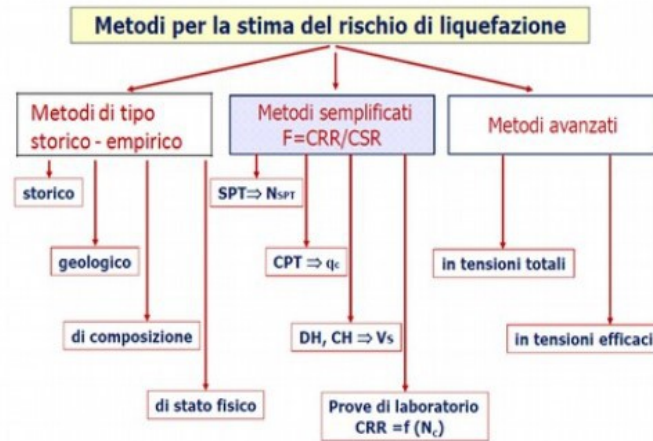 Metodi per la stima del rischio di liquefazione
Metodi di tipo
storico - empirico
Metodi semplificati
F=CRR/CSR
Metodi avanzati
storico
SPT⇒ NSPT
geologico
CPT ⇒ qc
in tensioni totali
di composizione
DH, CH ⇒ VS
in tensioni efficaci
di stato fisico
Prove di laboratorio
CRR =f (Nc)